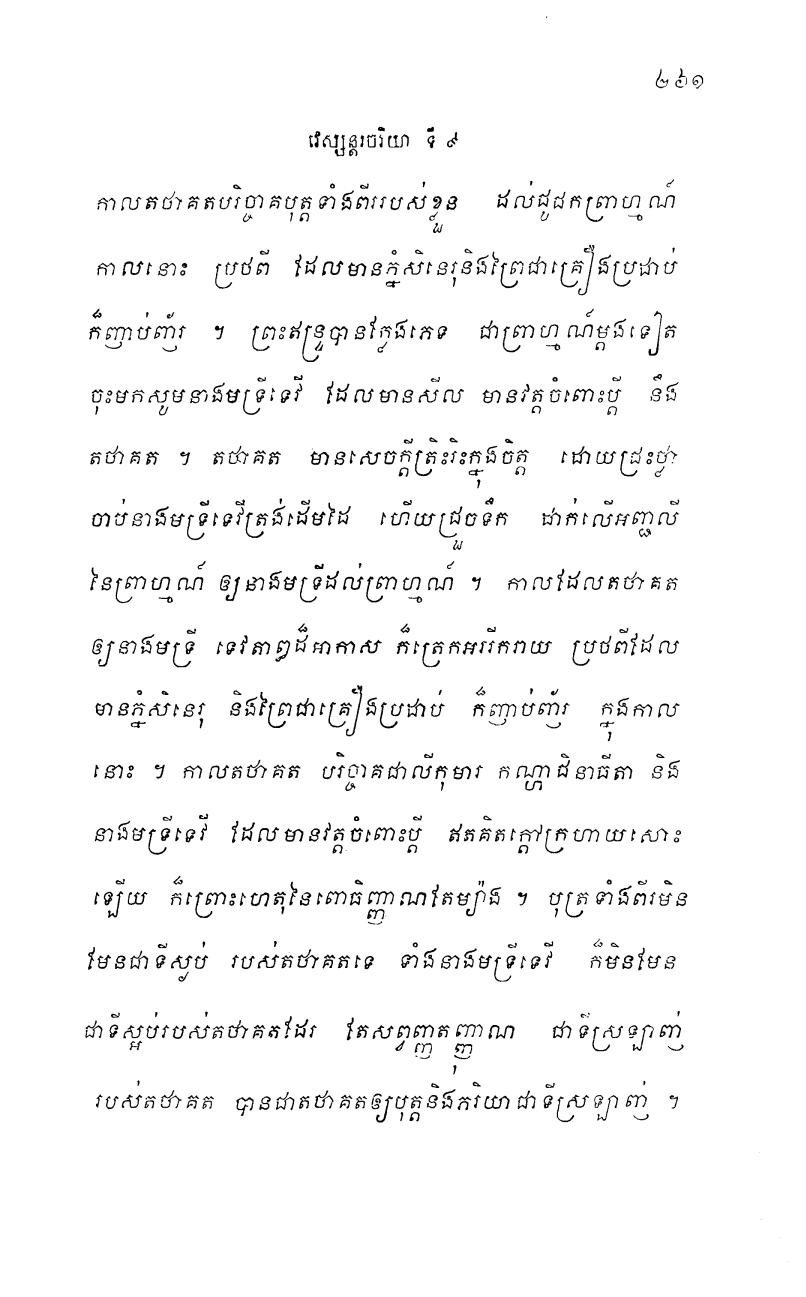 ២៦១
វេស្សន្តរចរិយា ទី ៩
កាលតថាគតបរិច្ចាគបុត្តទាំងពីររបស់ខ្លួន ដល់ជូជកព្រាហ្មណ៍
កាលនោះ ប្រថពី ដែលមានភ្នំសិនេរុនិងព្រៃជាគ្រឿងប្រដាប់
ក៏ញាប់ញ័រ ។ ព្រះឥន្ទ្របានក្លែងភេទ ជាព្រាហ្មណ៍ម្តងទៀត
ចុះមកសូមនាងមទ្រីទេវី ដែលមានសីល មានវត្តចំពោះប្តី នឹង
តថាគត ។ តថាគត មានសេចក្តីត្រិះរិះក្នុងចិត្ត ដោយជ្រះថ្លា
ចាប់នាងមទ្រីទេវីត្រង់ដើមដៃ ហើយជ្រួចទឹក ដាក់លើអញ្ជលី
នៃព្រាហ្មណ៍ ឲ្យនាងមទ្រីដល់ព្រាហ្មណ៍ ។ កាលដែលតថាគត
ឲ្យនាងមទ្រី ទេវតាឰដ៏អាកាស ក៏ត្រេកអររីករាយ ប្រថពីដែល
មានភ្នំសិនេរុ និងព្រៃជាគ្រឿងប្រដាប់ ក៏ញាប់ញ័រ ក្នុងកាល
នោះ ។ កាលតថាគត បរិច្ចាគជាលីកុមារ កណ្ហាជិនាធីតា និង
នាងមទ្រីទេវី ដែលមានវត្តចំពោះប្តី ឥតគិតក្តៅក្រហាយសោះ
ឡើយ ក៏ព្រោះហេតុនៃពោធិញ្ញាណតែម្យ៉ាង ។ បុត្រទាំងពីរមិន
មែនជាទីស្អប់ របស់តថាគតទេ ទាំងនាងមទ្រីទេវី ក៏មិនមែន
ជាទីស្អប់របស់តថាគតដែរ តែសព្វញ្ញុតញ្ញាណ ជាទីស្រឡាញ់
របស់តថាគត បានជាតថាគតឲ្យបុត្តនិងភរិយាជាទីស្រឡាញ់ ។